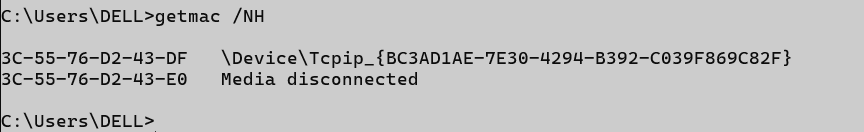 C:\Users\DELL>getmac /NH
3C-55-76-D2-43-DF   \Device\Tcpip_{BC3AD1AE-7E30-4294-B392-C039F869C82F}
3C-55-76-D2-43-E0   Media disconnected
C:\Users\DELL>